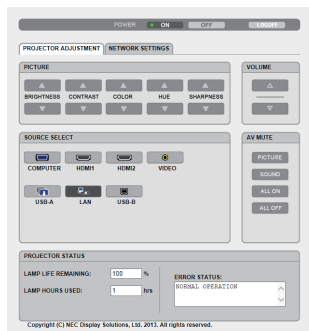 POWER ON OFF LOGOFF
PROJECTOR ADJUSTMENT NETWORK SETTINGS
PICTURE
BRIGHTNESS CONTRAST COLOR HUE SHARPNESS
VOLUME
SOURCE SELECT
COMPUTER HDMI1 HDMI2 VIDEO
USB-A LAN USB-B
AV MUTE
PICTURE
SOUND
ALL ON
ALL OFF
PROJECTOR STATUS
LAMP LIFE REMAINING: 100 %
LAMP HOURS USED: 1 hrs
ERROR STATUS:
NORMAL OPERATION
Copyright (C) NEC Display Solutions, Ltd. 2013. All rights reserved.